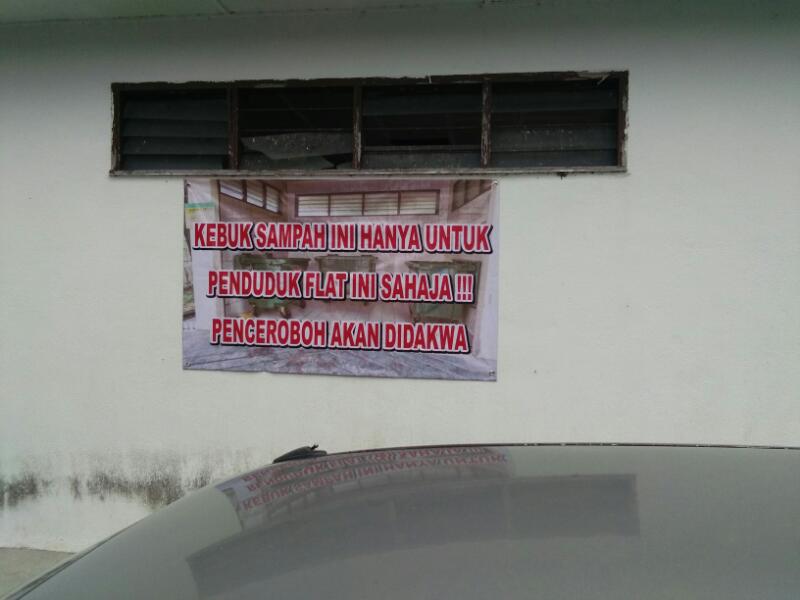 KEBUK SAMPAH INI HANYA UNTUK
PENDUDUK FLAT INI SAHAJA !!!
PENCEROBOH AKAN DIDAKWA